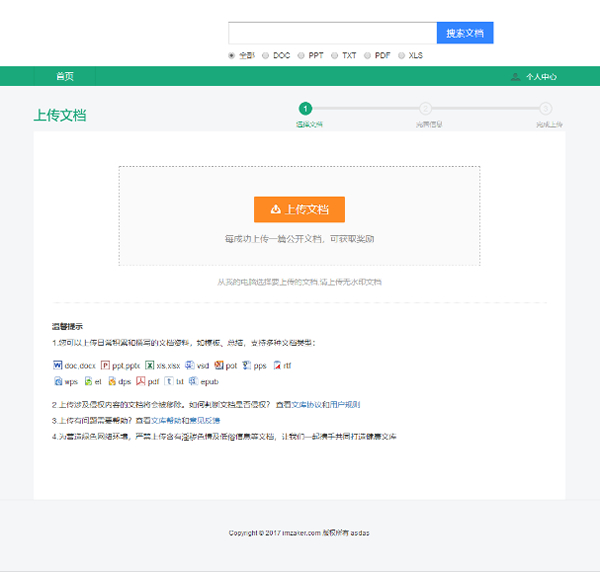 搜索文档
全部 DOC PPT TXT PDF XLS
首页 个人中心
上传文档
1 2 3
选择文档 完善信息 完成上传
上传文档
每成功上传一篇公开文档，可获取奖励
从我的电脑选择要上传的文档,请上传无水印文档
温馨提示
1.您可以上传日常积累和撰写的文档资料，如模板、总结，支持多种文档类型：
doc,docx ppt,pptx xls,xlsx vsd pot pps rtf
wps et dps pdf txt epub
2.上传涉及侵权内容的文档将会被移除。如何判断文档是否侵权？ 查看文库协议和用户规则
3.上传有问题需要帮助？查看文库帮助和意见反馈
4.为营造绿色网络环境，严禁上传含有淫秽色情及低俗信息等文档，让我们一起携手共同打造健康文库
Copyright © 2017 imzaker.com 版权所有 asdas